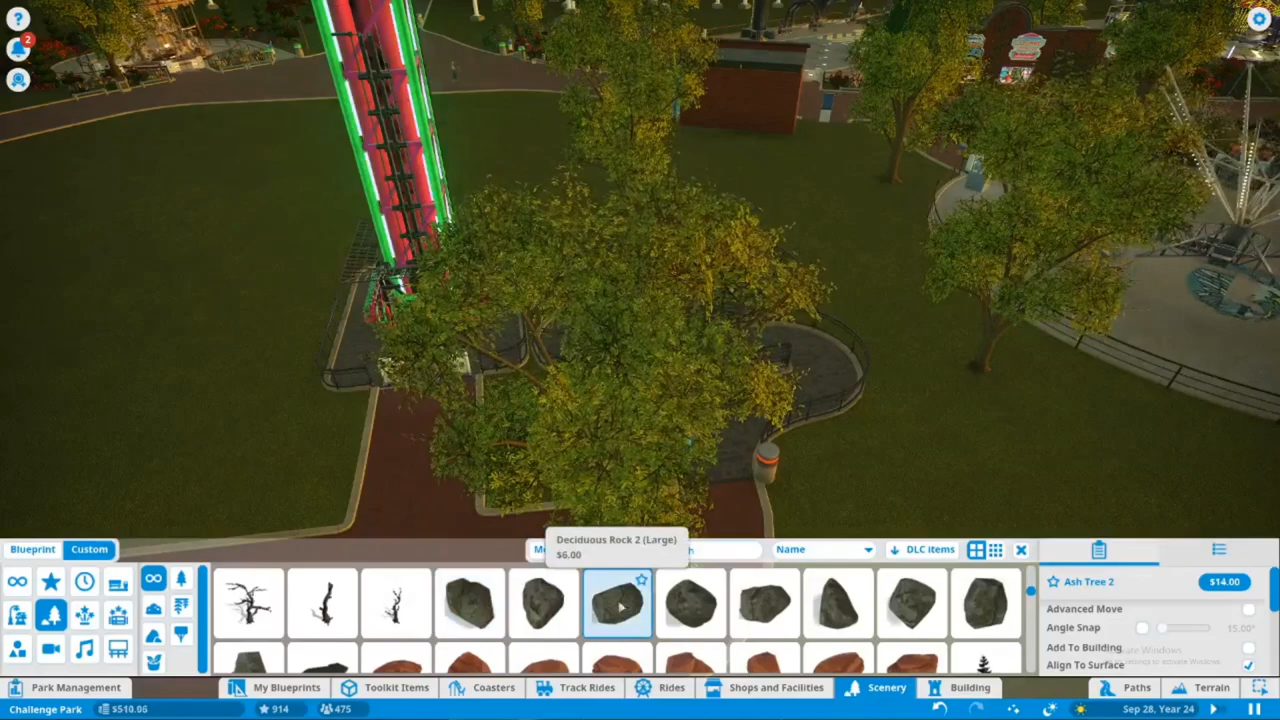 ?
2
Deciduous Rock 2 (Large)
$6.00
Blueprint
Custom
Name
DLC Items
Ash Tree 2
$14.00
Advanced Move
Angle Snap
15.00°
Add To Building
Activate Windows
Align To Surface
Park Management
My Blueprints
Toolkit Items
Coasters
Track Rides
Rides
Shops and Facilities
Scenery
Building
Paths
Terrain
Challenge Park
$510.06
914
475
Sep 28, Year 24